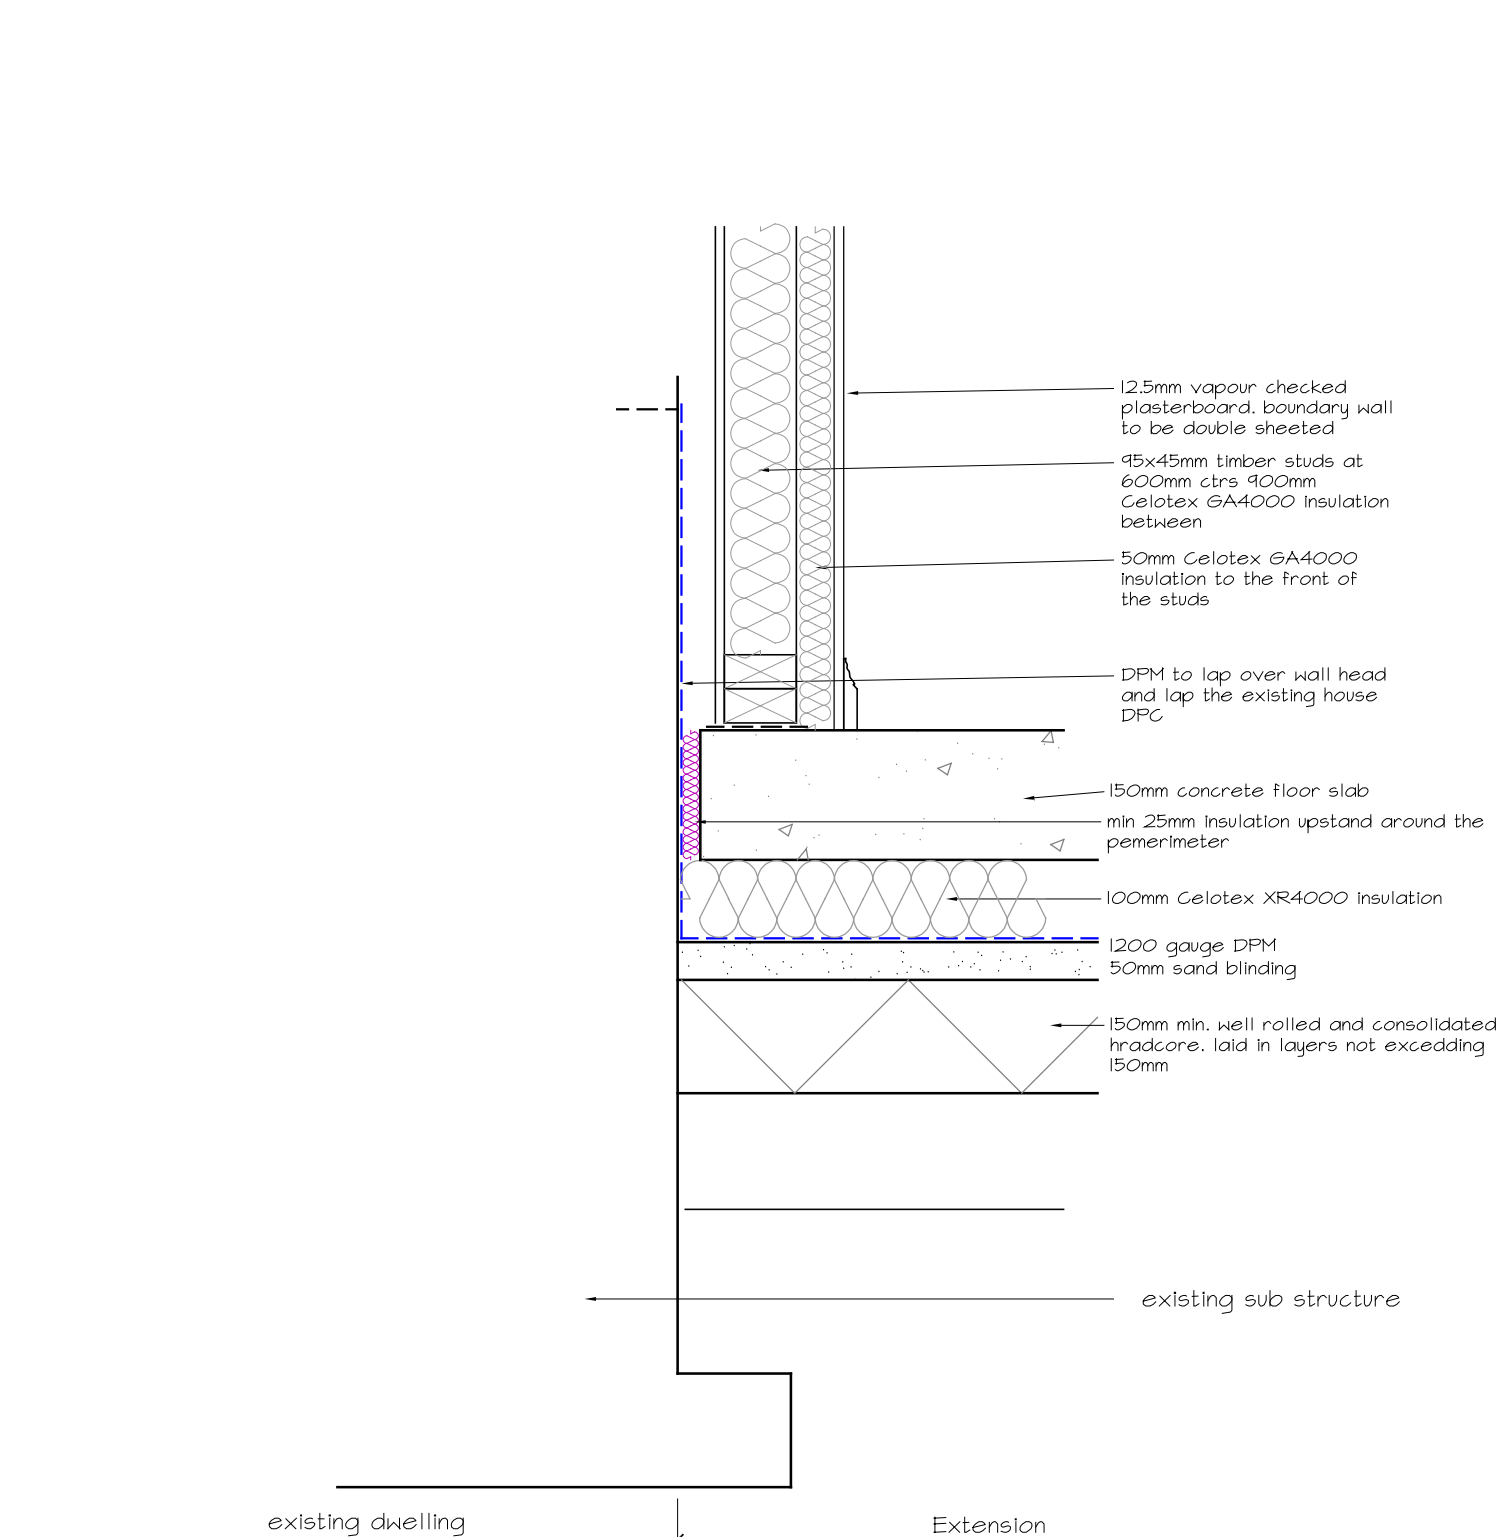 12.5mm vapour checked
plasterboard. boundary wall
to be double sheeted
95x45mm timber studs at
600mm ctrs 900mm
Celotex GA4000 insulation
between
50mm Celotex GA4000
insulation to the front of
the studs
DPM to lap over wall head
and lap the existing house
DPC
150mm concrete floor slab
min 25mm insulation upstand around the
pemerimeter
100mm Celotex XR4000 insulation
1200 gauge DPM
50mm sand blinding
150mm min. well rolled and consolidated
hradcore. laid in layers not excedding
150mm
existing sub structure
existing dwelling
Extension